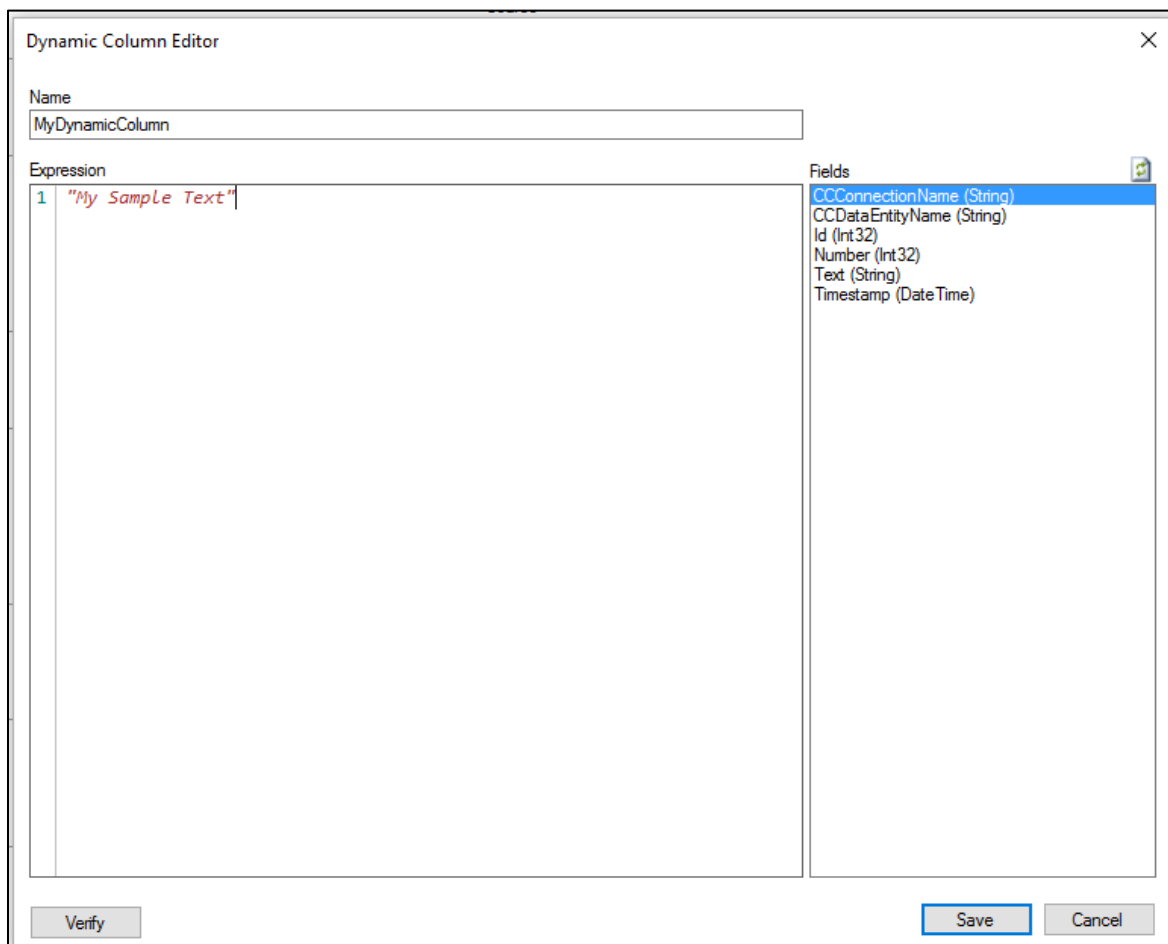 Dynamic Column Editor
Name
MyDynamicColumn
Expression
1 "My Sample Text"
Fields
CCConnectionName (String)
CCDataEntityName (String)
Id (Int32)
Number (Int32)
Text (String)
Timestamp (DateTime)
Verify
Save
Cancel